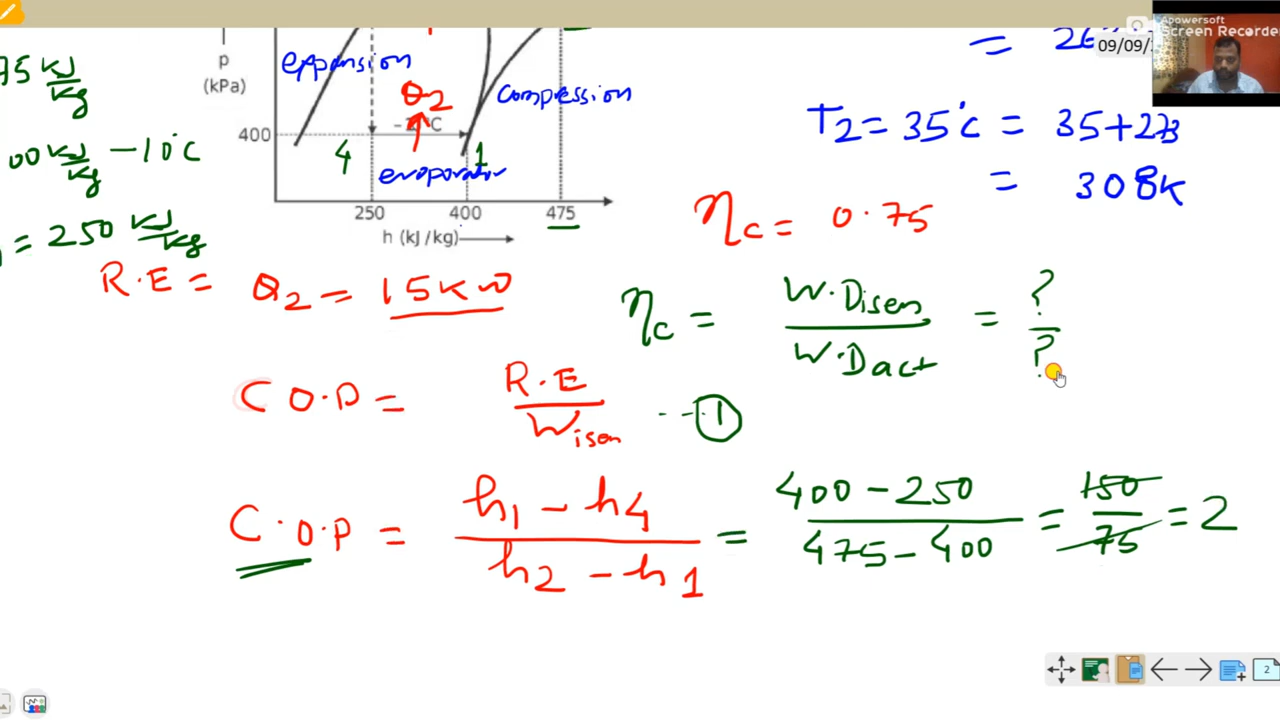 Apowersoft
Screen Recorder
09/09/
p
(kPa)
expansion
Q2
compression
400
4
1
evoporator
250 400 475
h (kJ/kg)
75 kJ/kg
00 kJ/kg -10°c
= 250 kJ/kg
T2 = 35°c = 35+273
= 308k
ηc = 0.75
R.E = Q2 = 15kw
ηc = W.Disen / W.Dact = ? / ?
C O.P = R.E / Wisen --- 1
C.O.P = h1 - h4 / h2 - h1 = 400 - 250 / 475 - 400 = 150 / 75 = 2
2